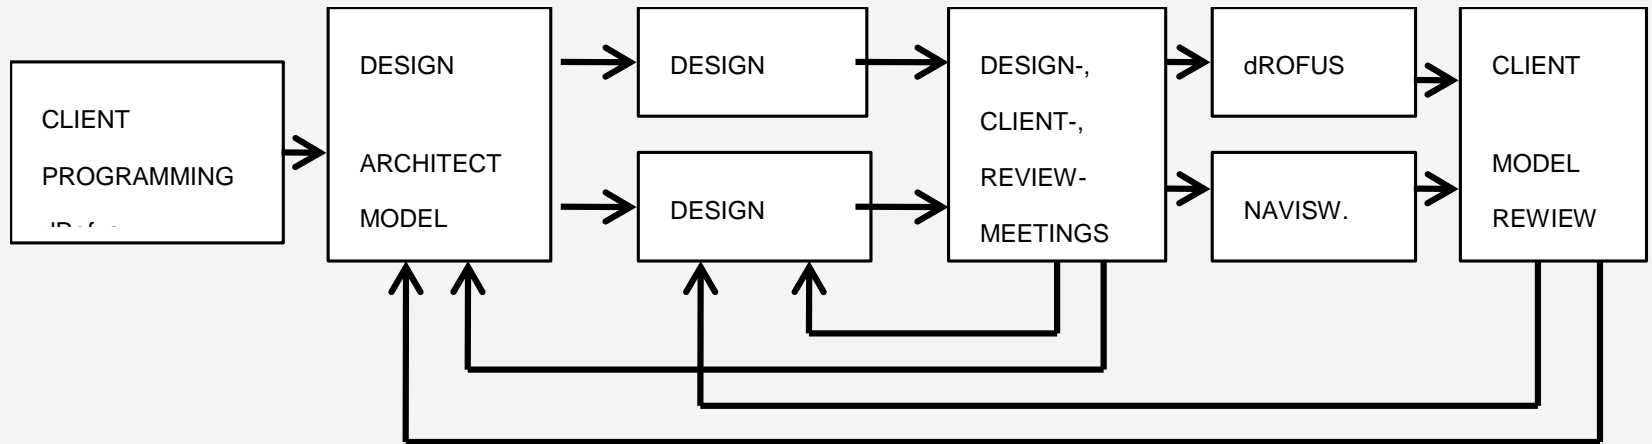 CLIENT
PROGRAMMING
DESIGN
ARCHITECT
MODEL
DESIGN
DESIGN
DESIGN-,
CLIENT-,
REVIEW-
MEETINGS
dROFUS
NAVISW.
CLIENT
MODEL
REWIEW